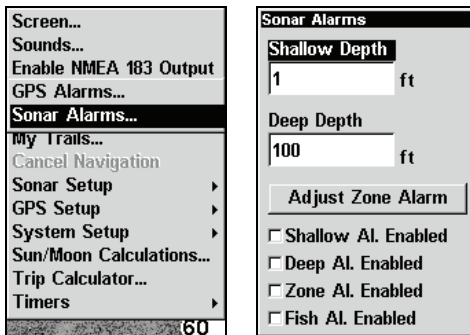 Screen...
Sounds...
Enable NMEA 183 Output
GPS Alarms...
Sonar Alarms...
My Trails...
Cancel Navigation
Sonar Setup
GPS Setup
System Setup
Sun/Moon Calculations...
Trip Calculator...
Timers
60
Sonar Alarms
Shallow Depth
1 ft
Deep Depth
100 ft
Adjust Zone Alarm
Shallow Al. Enabled
Deep Al. Enabled
Zone Al. Enabled
Fish Al. Enabled